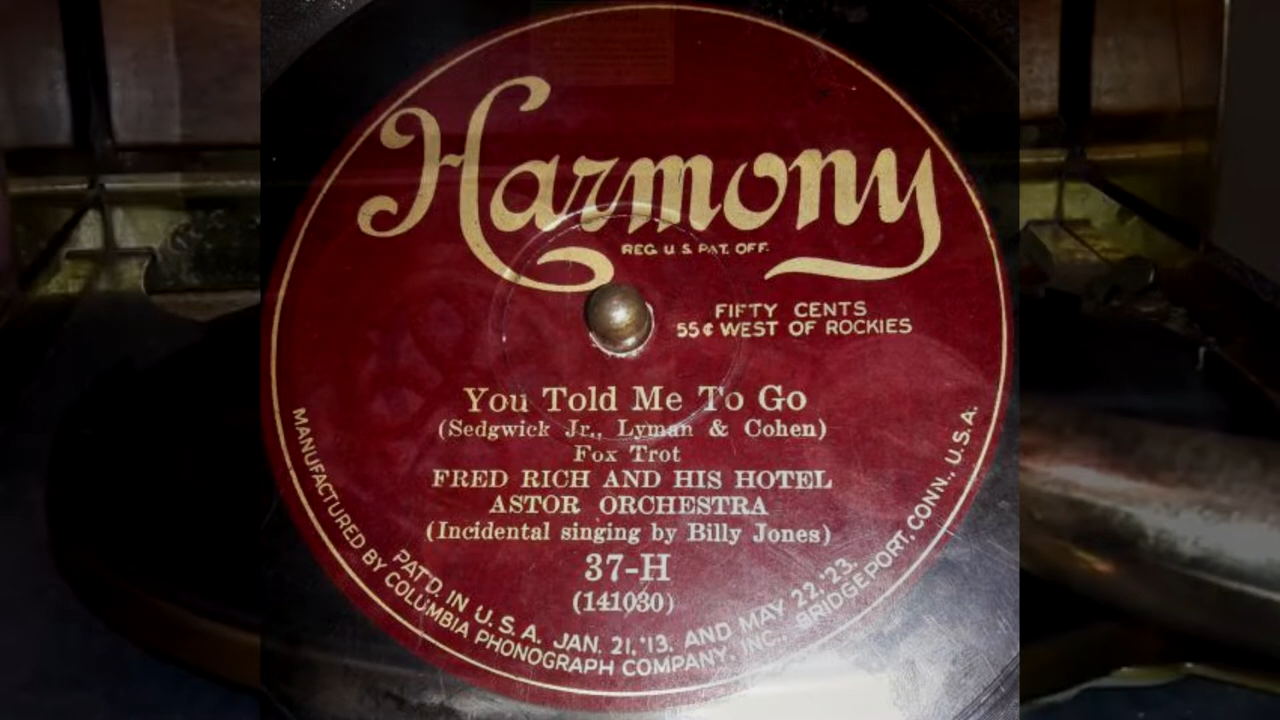 Harmony
REG. U.S. PAT. OFF.
FIFTY CENTS
55¢ WEST OF ROCKIES
You Told Me To Go
(Sedgwick Jr., Lyman & Cohen)
Fox Trot
FRED RICH AND HIS HOTEL
ASTOR ORCHESTRA
(Incidental singing by Billy Jones)
37-H
(141030)
PAT'D. IN U.S.A. JAN. 21, '13, AND MAY 22, '23.
MANUFACTURED BY COLUMBIA PHONOGRAPH COMPANY, INC., BRIDGEPORT, CONN., U.S.A.